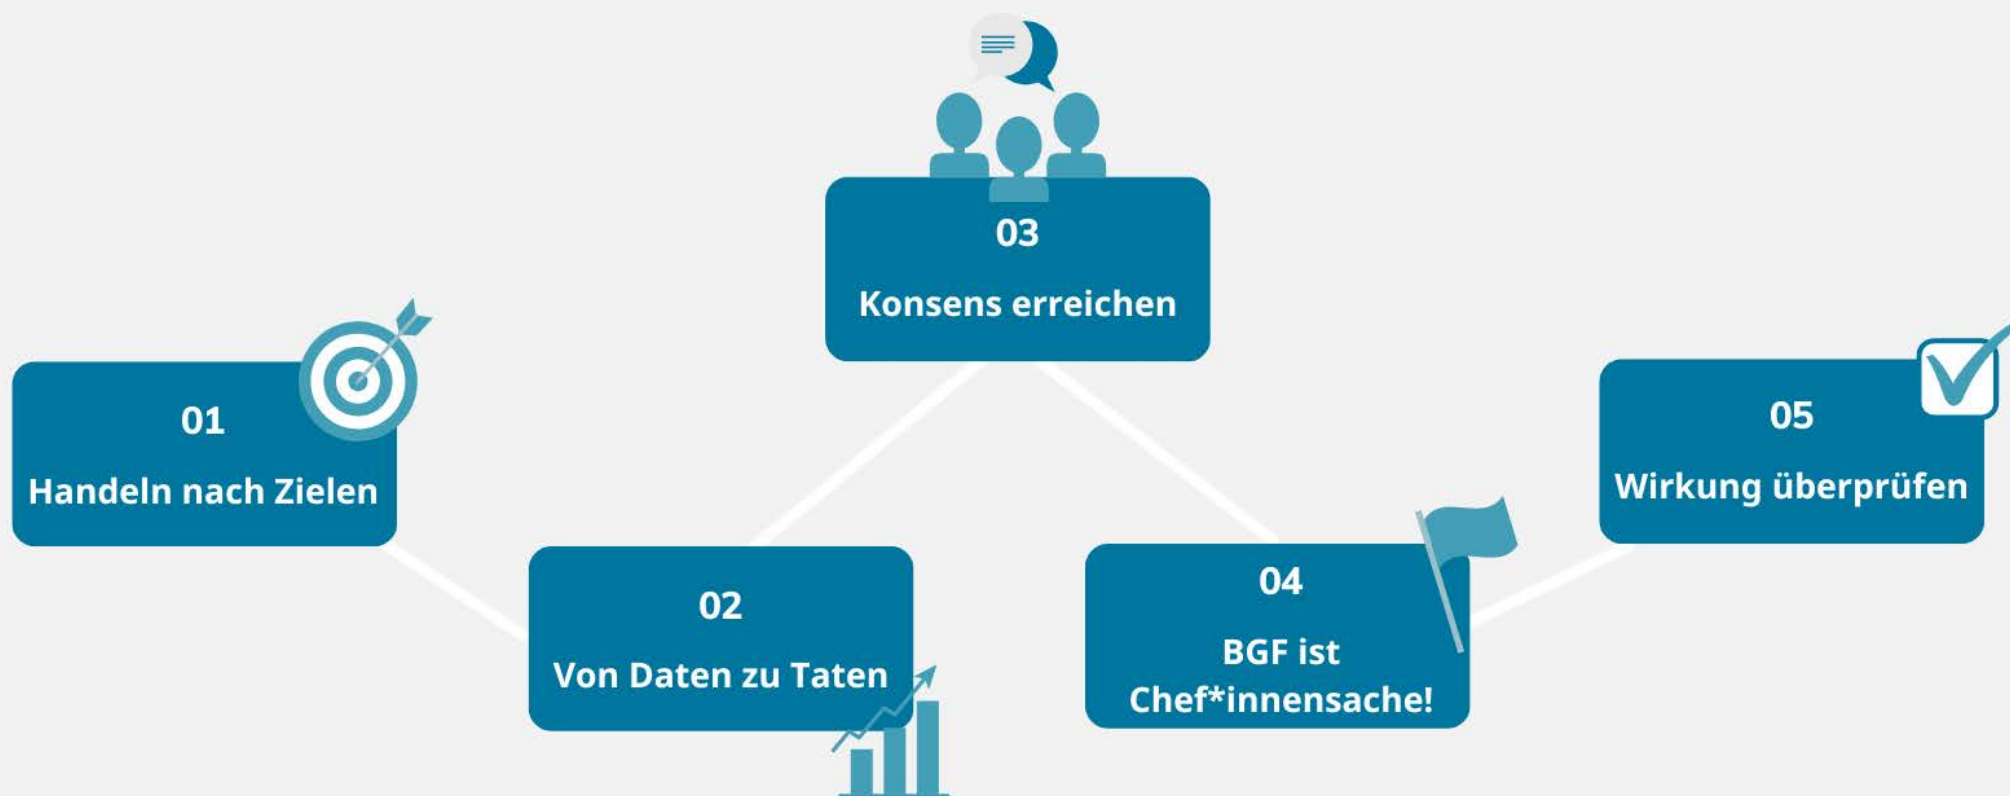 01
Handeln nach Zielen
02
Von Daten zu Taten
03
Konsens erreichen
04
BGF ist
Chef*innensache!
05
Wirkung überprüfen